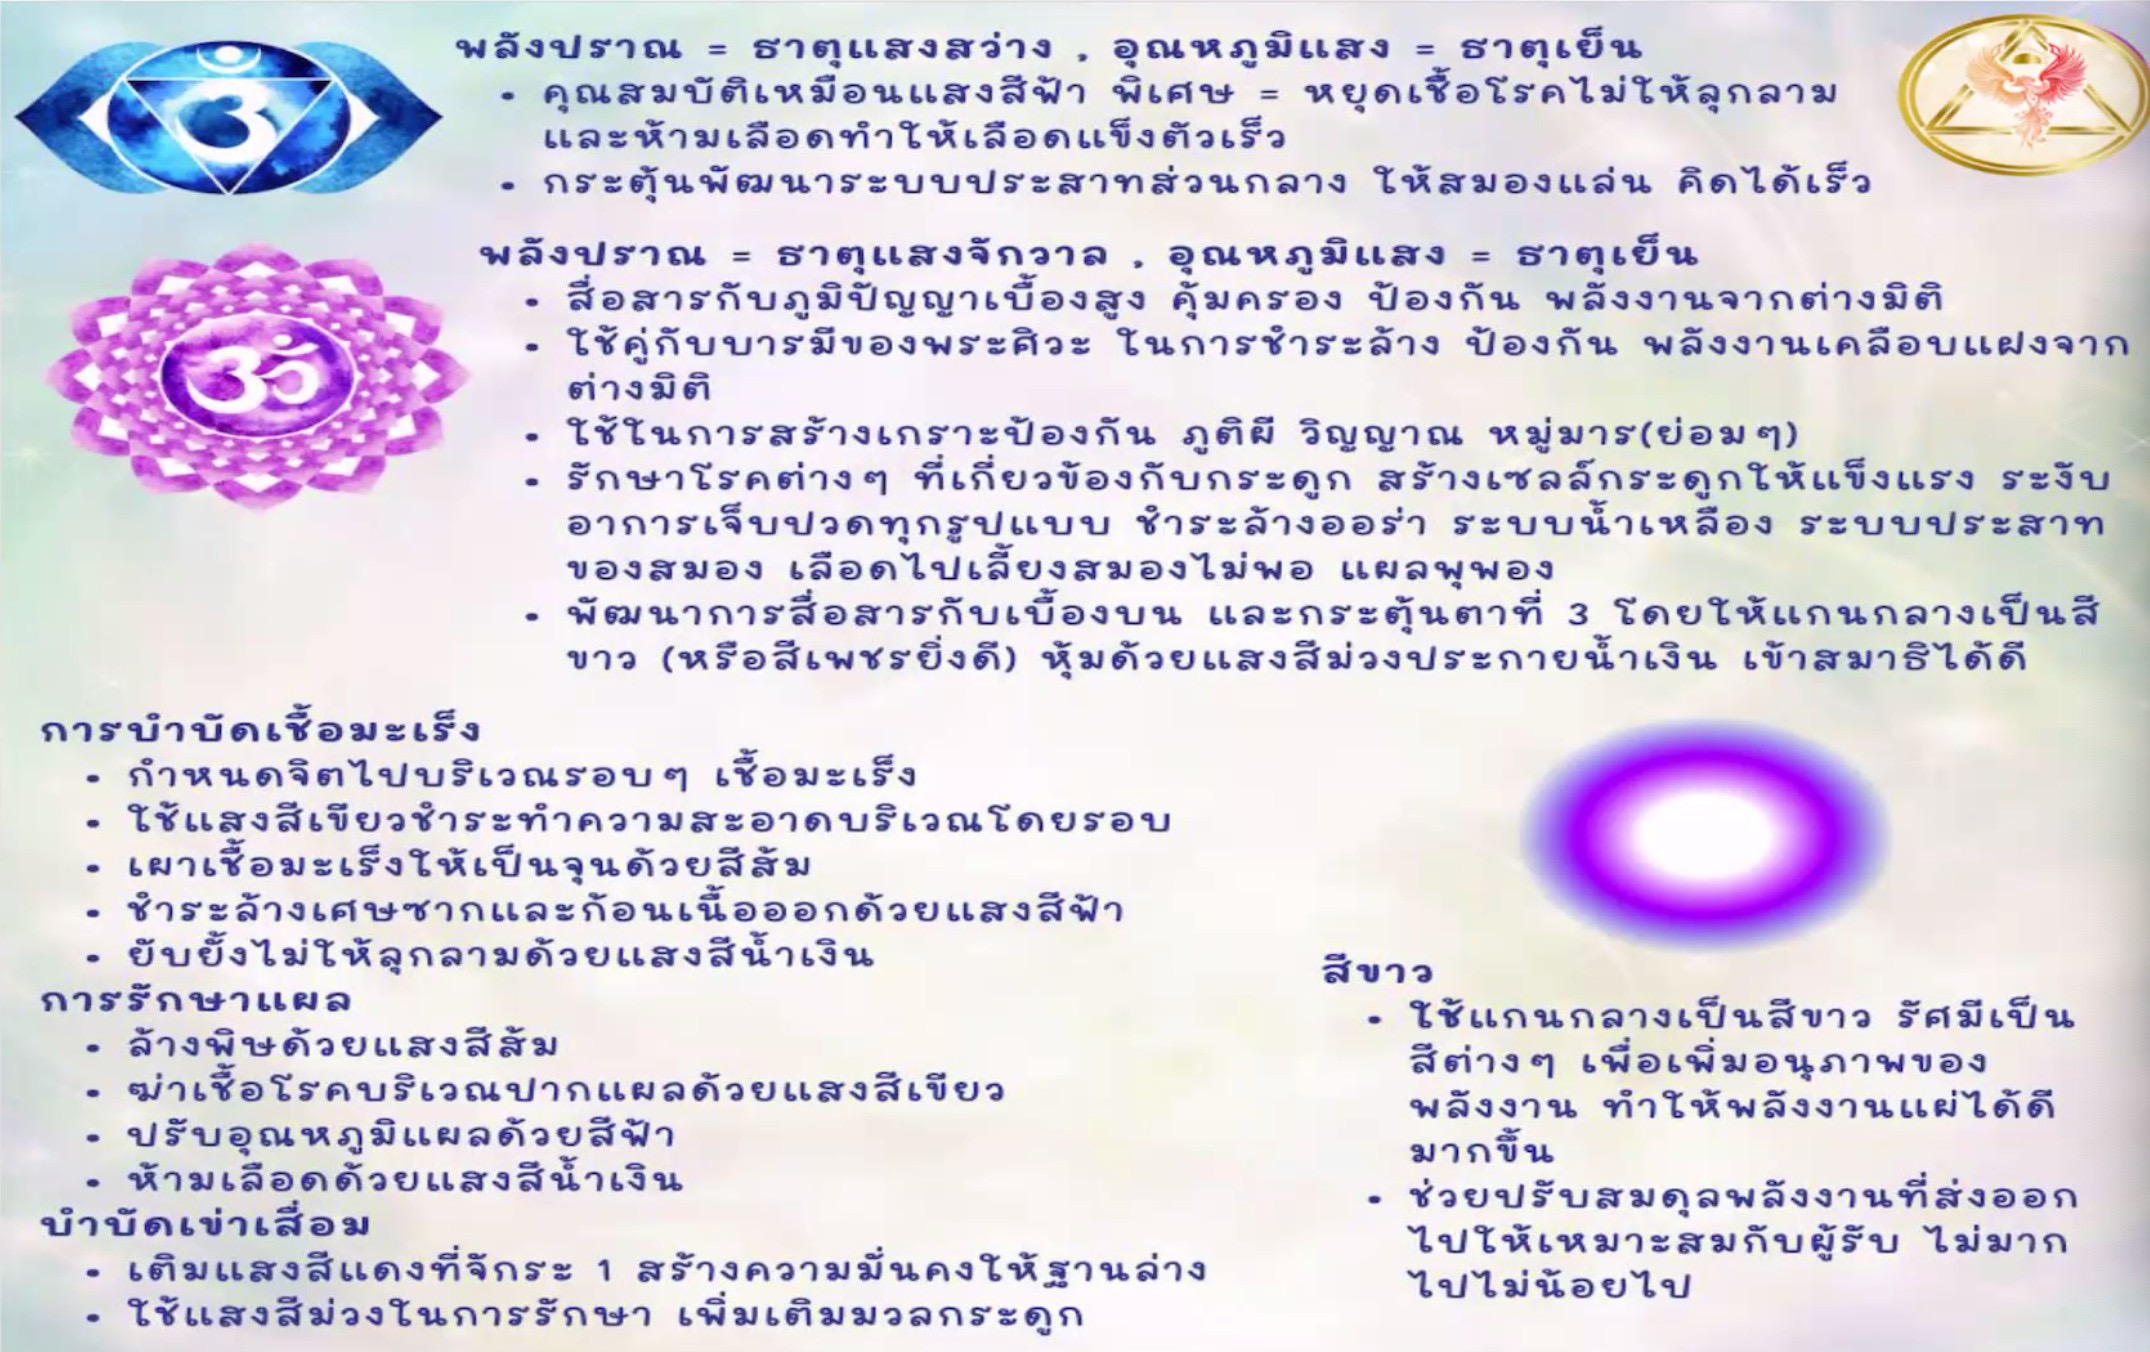 พลังปราณ = ธาตุแสงสว่าง , อุณหภูมิแสง = ธาตุเย็น
• คุณสมบัติเหมือนแสงสีฟ้า พิเศษ = หยุดเชื้อโรคไม่ให้ลุกลาม
และห้ามเลือดทำให้เลือดแข็งตัวเร็ว
• กระตุ้นพัฒนาระบบประสาทส่วนกลาง ให้สมองแล่น คิดได้เร็ว
พลังปราณ = ธาตุแสงจักวาล , อุณหภูมิแสง = ธาตุเย็น
• สื่อสารกับภูมิปัญญาเบื้องสูง คุ้มครอง ป้องกัน พลังงานจากต่างมิติ
• ใช้คู่กับบารมีของพระศิวะ ในการชำระล้าง ป้องกัน พลังงานเคลือบแฝงจาก
ต่างมิติ
• ใช้ในการสร้างเกราะป้องกัน ภูติผี วิญญาณ หมู่มาร(ย่อมๆ)
• รักษาโรคต่างๆ ที่เกี่ยวข้องกับกระดูก สร้างเซลล์กระดูกให้แข็งแรง ระงับ
อาการเจ็บปวดทุกรูปแบบ ชำระล้างออร่า ระบบน้ำเหลือง ระบบประสาท
ของสมอง เลือดไปเลี้ยงสมองไม่พอ แผลพุพอง
• พัฒนาการสื่อสารกับเบื้องบน และกระตุ้นตาที่ 3 โดยให้แกนกลางเป็นสี
ขาว (หรือสีเพชรยิ่งดี) หุ้มด้วยแสงสีม่วงประกายน้ำเงิน เข้าสมาธิได้ดี
การบำบัดเชื้อมะเร็ง
• กำหนดจิตไปบริเวณรอบๆ เชื้อมะเร็ง
• ใช้แสงสีเขียวชำระทำความสะอาดบริเวณโดยรอบ
• เผาเชื้อมะเร็งให้เป็นจุนด้วยสีส้ม
• ชำระล้างเศษซากและก้อนเนื้อออกด้วยแสงสีฟ้า
• ยับยั้งไม่ให้ลุกลามด้วยแสงสีน้ำเงิน
การรักษาแผล
• ล้างพิษด้วยแสงสีส้ม
• ฆ่าเชื้อโรคบริเวณปากแผลด้วยแสงสีเขียว
• ปรับอุณหภูมิแผลด้วยสีฟ้า
• ห้ามเลือดด้วยแสงสีน้ำเงิน
บำบัดเข่าเสื่อม
• เติมแสงสีแดงที่จักระ 1 สร้างความมั่นคงให้ฐานล่าง
• ใช้แสงสีม่วงในการรักษา เพิ่มเติมมวลกระดูก
สีขาว
• ใช้แกนกลางเป็นสีขาว รัศมีเป็น
สีต่างๆ เพื่อเพิ่มอนุภาพของ
พลังงาน ทำให้พลังงานแผ่ได้ดี
มากขึ้น
• ช่วยปรับสมดุลพลังงานที่ส่งออก
ไปให้เหมาะสมกับผู้รับ ไม่มาก
ไปไม่น้อยไป